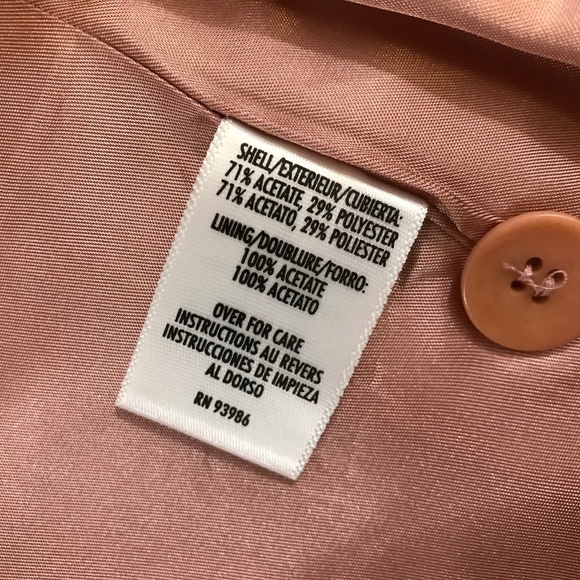 SHELL/EXTERIEUR/CUBIERTA:
71% ACETATE, 29% POLYESTER
71% ACETATO, 29% POLIESTER
LINING/DOUBLURE/FORRO:
100% ACETATE
100% ACETATO
OVER FOR CARE
INSTRUCTIONS AU REVERS
INSTRUCCIONES DE IMPIEZA
AL DORSO
RN 93986